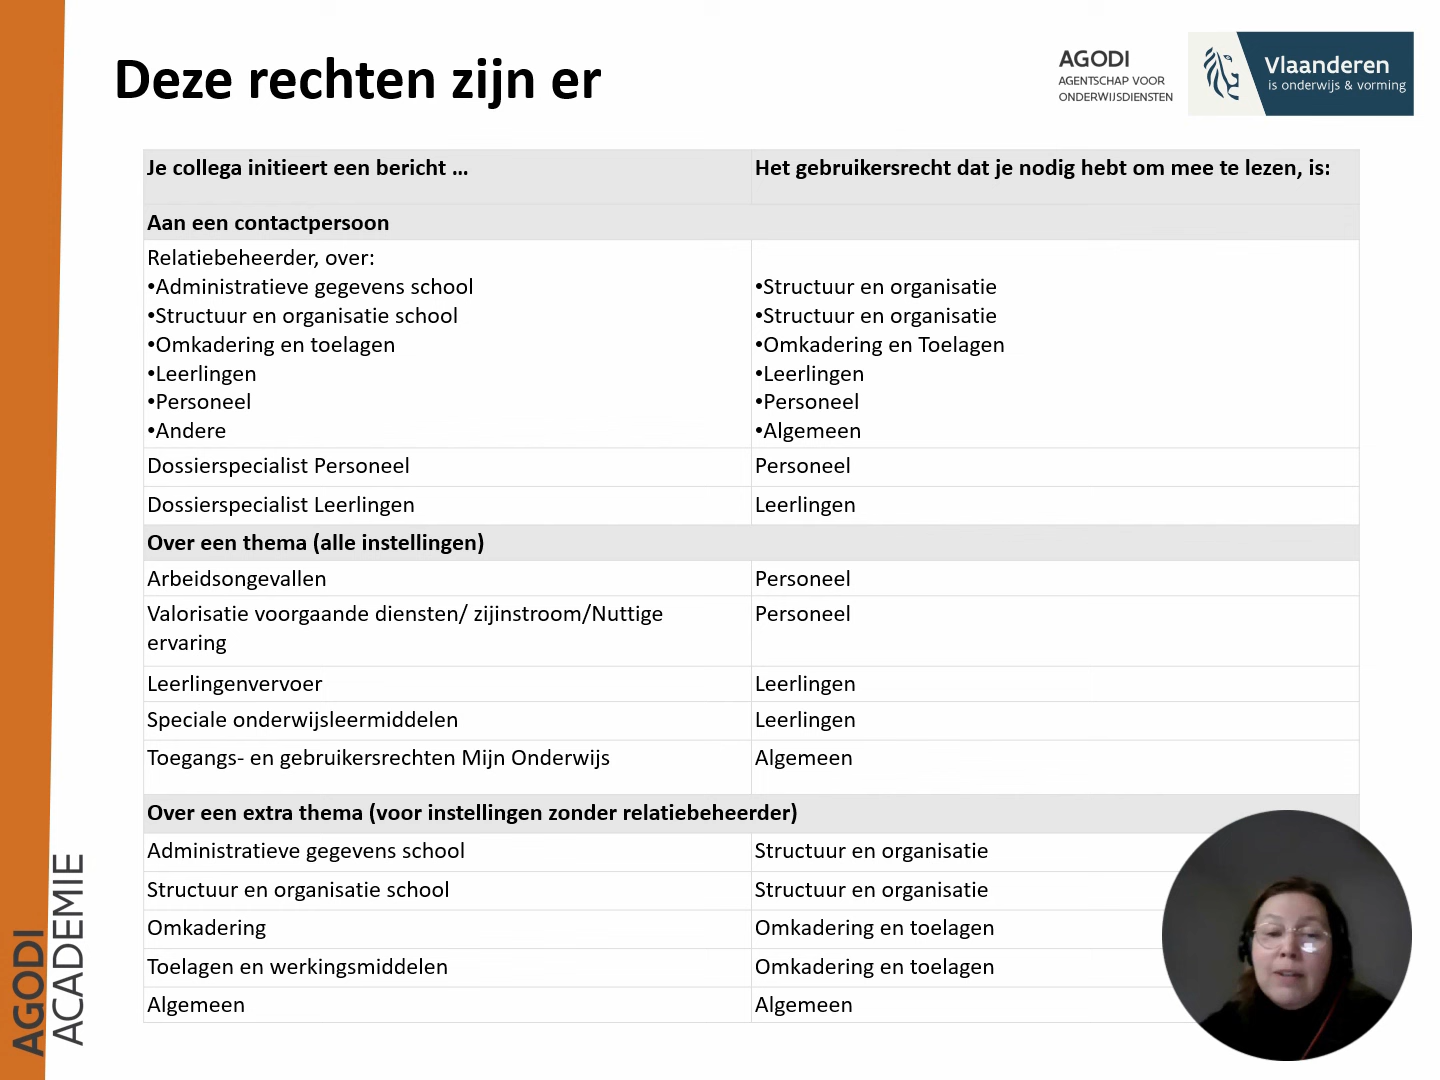 Deze rechten zijn er
AGODI
AGENTSCHAP VOOR
ONDERWIJSDIENSTEN
Vlaanderen
is onderwijs & vorming
Je collega initieert een bericht ...
Het gebruikersrecht dat je nodig hebt om mee te lezen, is:
Aan een contactpersoon
Relatiebeheerder, over:
•Administratieve gegevens school
•Structuur en organisatie school
•Omkadering en toelagen
•Leerlingen
•Personeel
•Andere
•Structuur en organisatie
•Structuur en organisatie
•Omkadering en Toelagen
•Leerlingen
•Personeel
•Algemeen
Dossierspecialist Personeel
Personeel
Dossierspecialist Leerlingen
Leerlingen
Over een thema (alle instellingen)
Arbeidsongevallen
Personeel
Valorisatie voorgaande diensten/ zijinstroom/Nuttige
ervaring
Personeel
Leerlingenvervoer
Leerlingen
Speciale onderwijsleermiddelen
Leerlingen
Toegangs- en gebruikersrechten Mijn Onderwijs
Algemeen
Over een extra thema (voor instellingen zonder relatiebeheerder)
Administratieve gegevens school
Structuur en organisatie
Structuur en organisatie school
Structuur en organisatie
Omkadering
Omkadering en toelagen
Toelagen en werkingsmiddelen
Omkadering en toelagen
Algemeen
Algemeen
AGODI
ACADEMIE